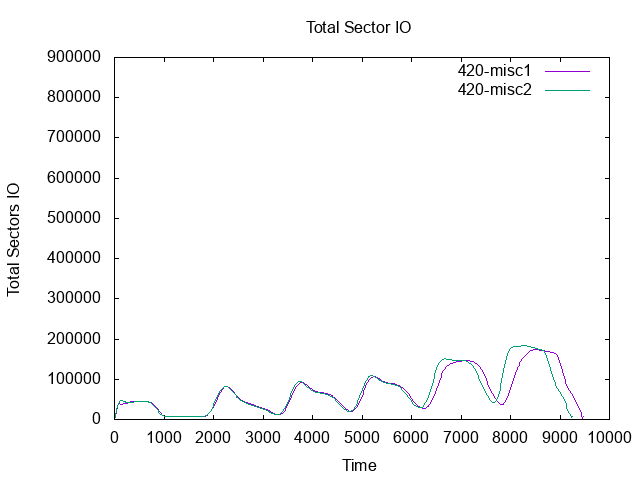 Total Sector IO
900000
800000
700000
600000
500000
400000
300000
200000
100000
0
Total Sectors IO
420-misc1
420-misc2
0 1000 2000 3000 4000 5000 6000 7000 8000 9000 10000
Time